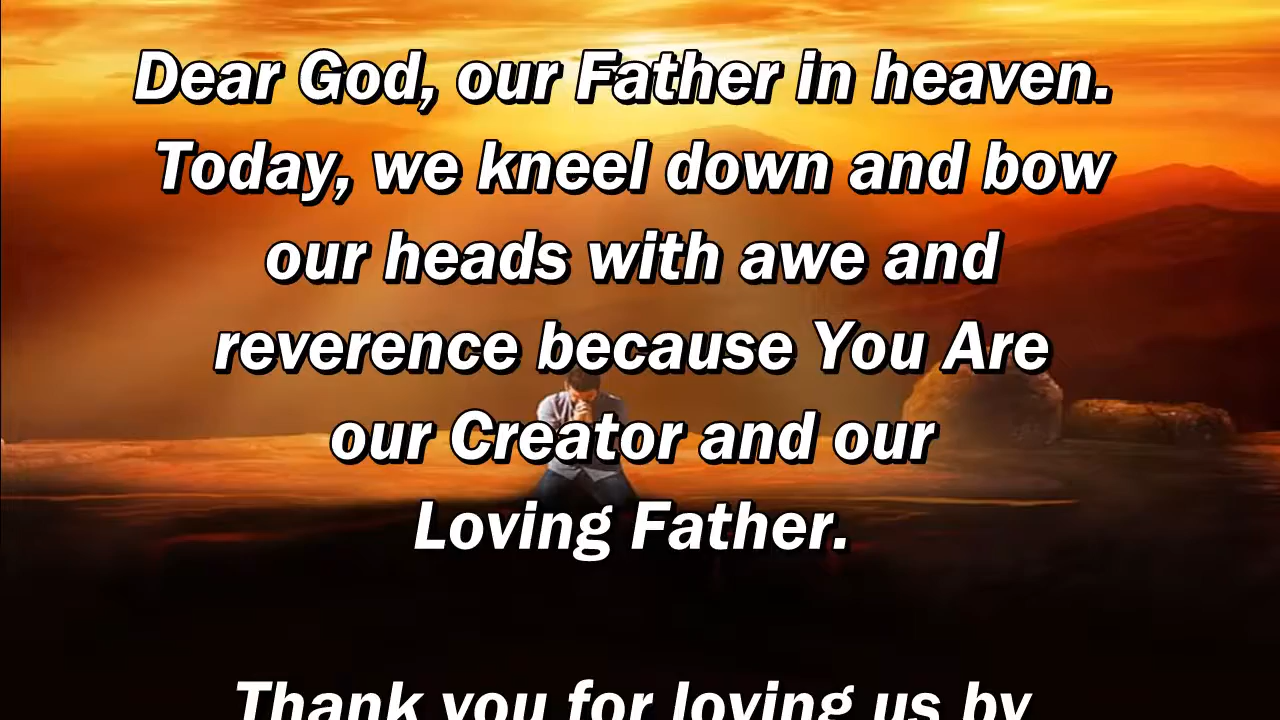 Dear God, our Father in heaven.
Today, we kneel down and bow
our heads with awe and
reverence because You Are
our Creator and our
Loving Father.
Thank you for loving us by